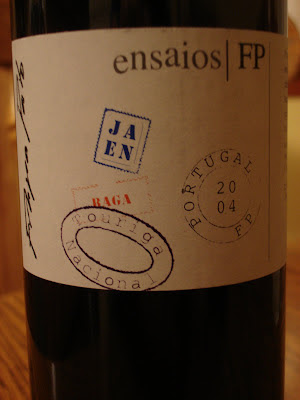 ensaios|FP
JA
EN
BAGA
Touriga
Nacional
PORTUGAL
20
04
FP